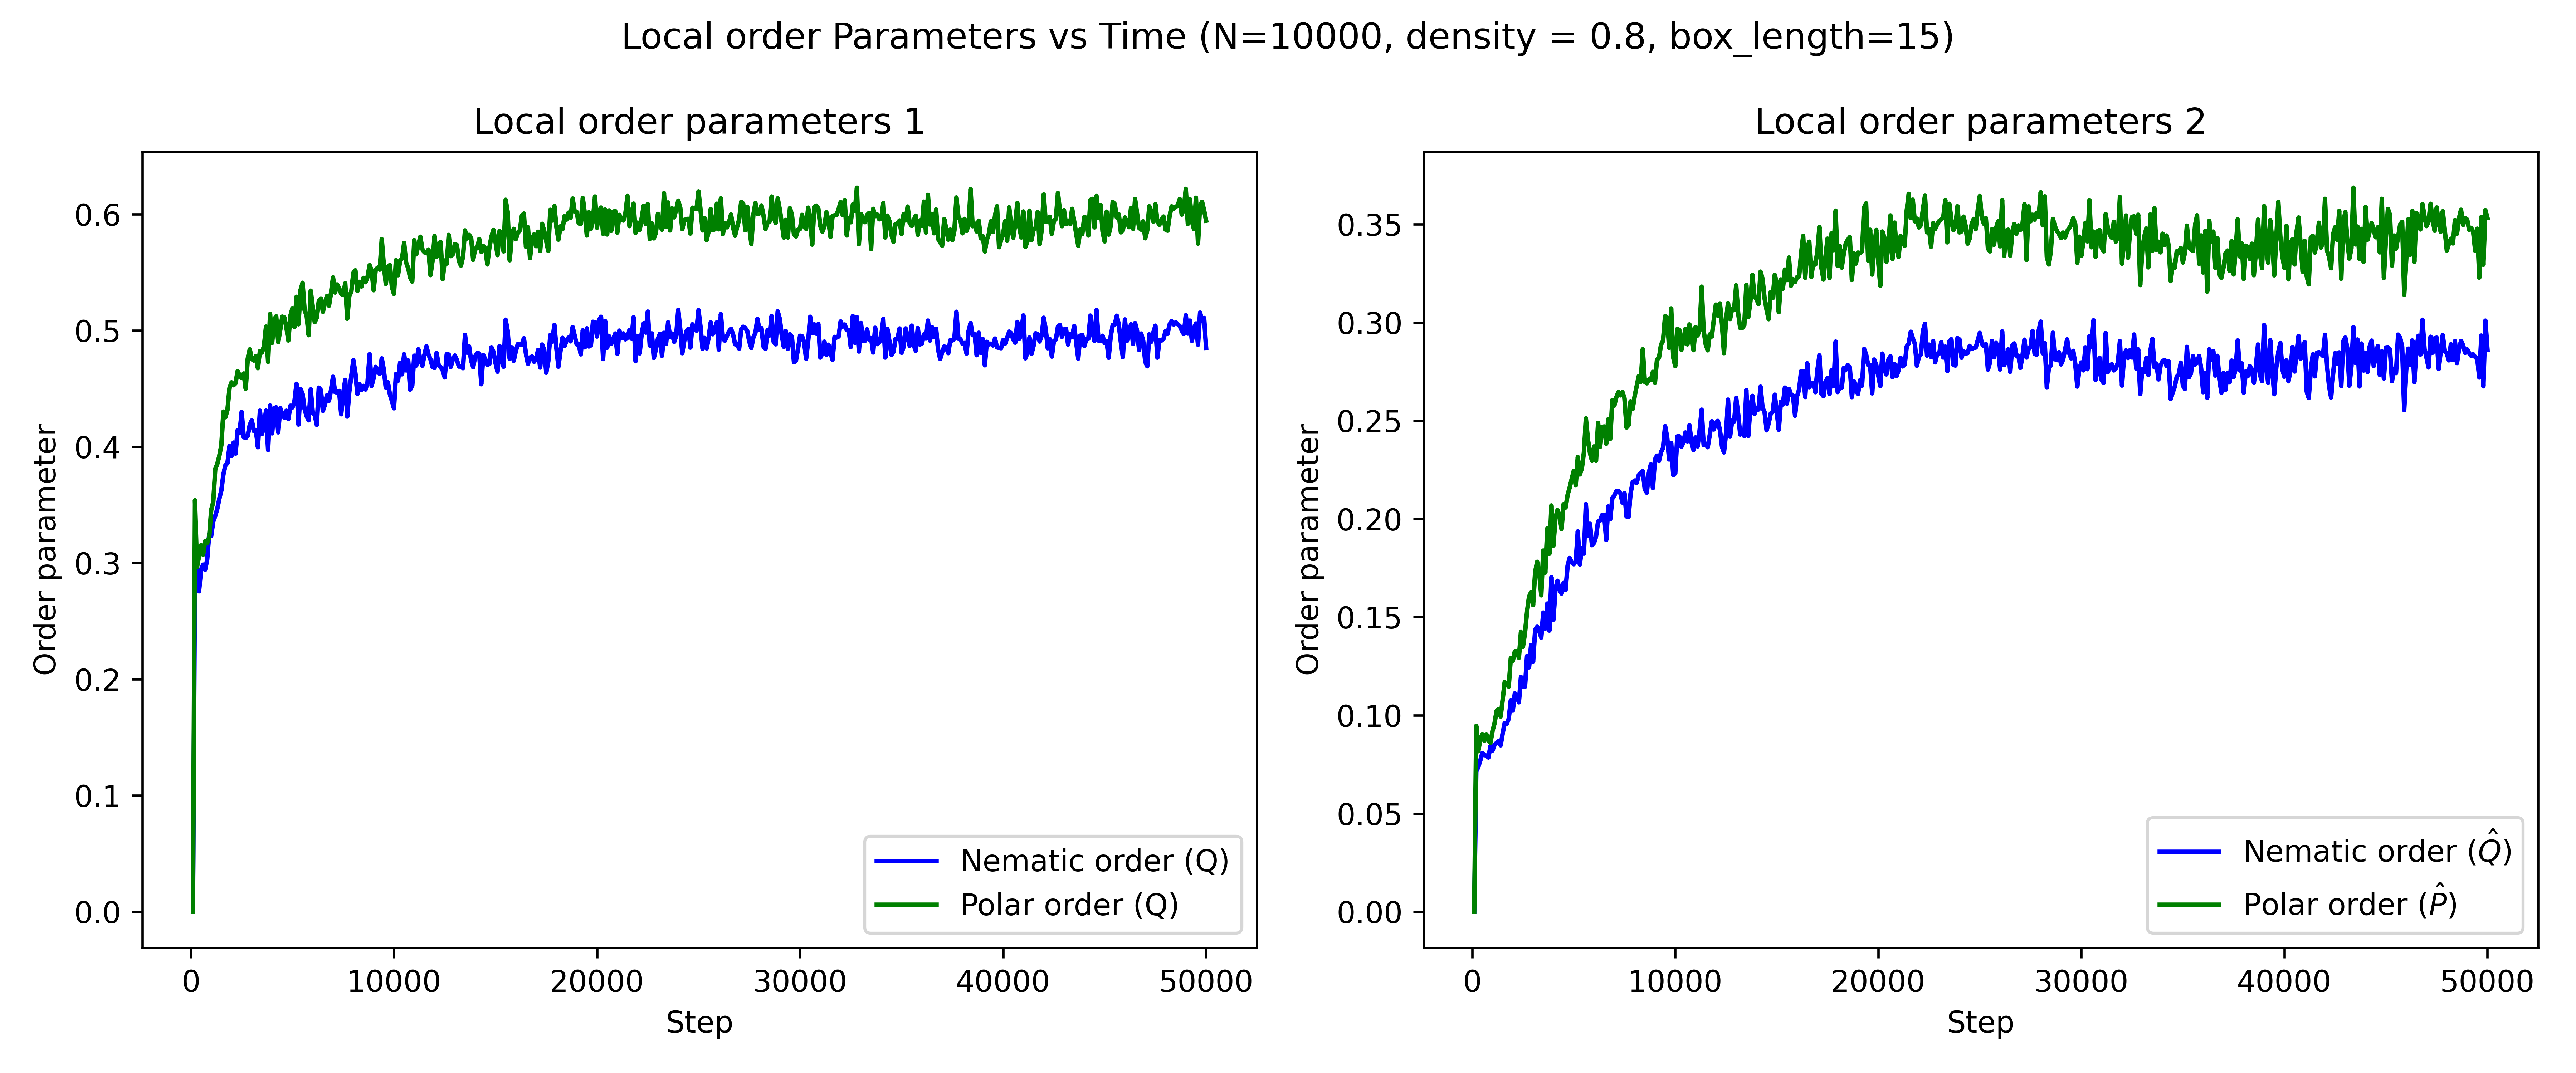 Local order Parameters vs Time (N=10000, density = 0.8, box_length=15)
Local order parameters 1
Order parameter
0.6
0.5
0.4
0.3
0.2
0.1
0.0
Nematic order (Q)
Polar order (Q)
0 10000 20000 30000 40000 50000
Step
Local order parameters 2
Order parameter
0.35
0.30
0.25
0.20
0.15
0.10
0.05
0.00
Nematic order (Q̂)
Polar order (P̂)
0 10000 20000 30000 40000 50000
Step